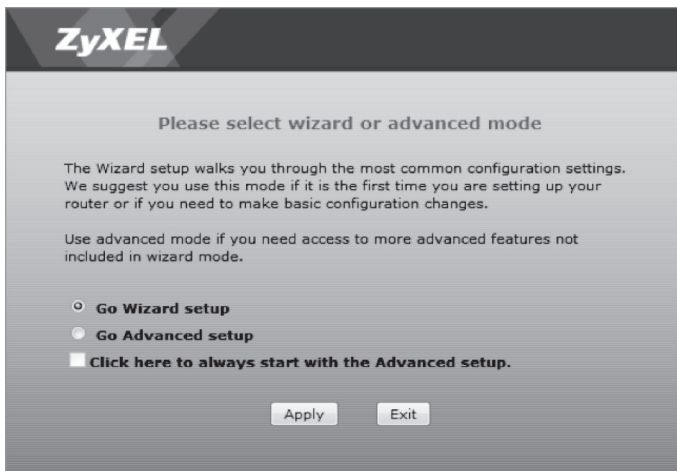 ZyXEL
Please select wizard or advanced mode
The Wizard setup walks you through the most common configuration settings.
We suggest you use this mode if it is the first time you are setting up your
router or if you need to make basic configuration changes.
Use advanced mode if you need access to more advanced features not
included in wizard mode.
Go Wizard setup
Go Advanced setup
Click here to always start with the Advanced setup.
Apply Exit